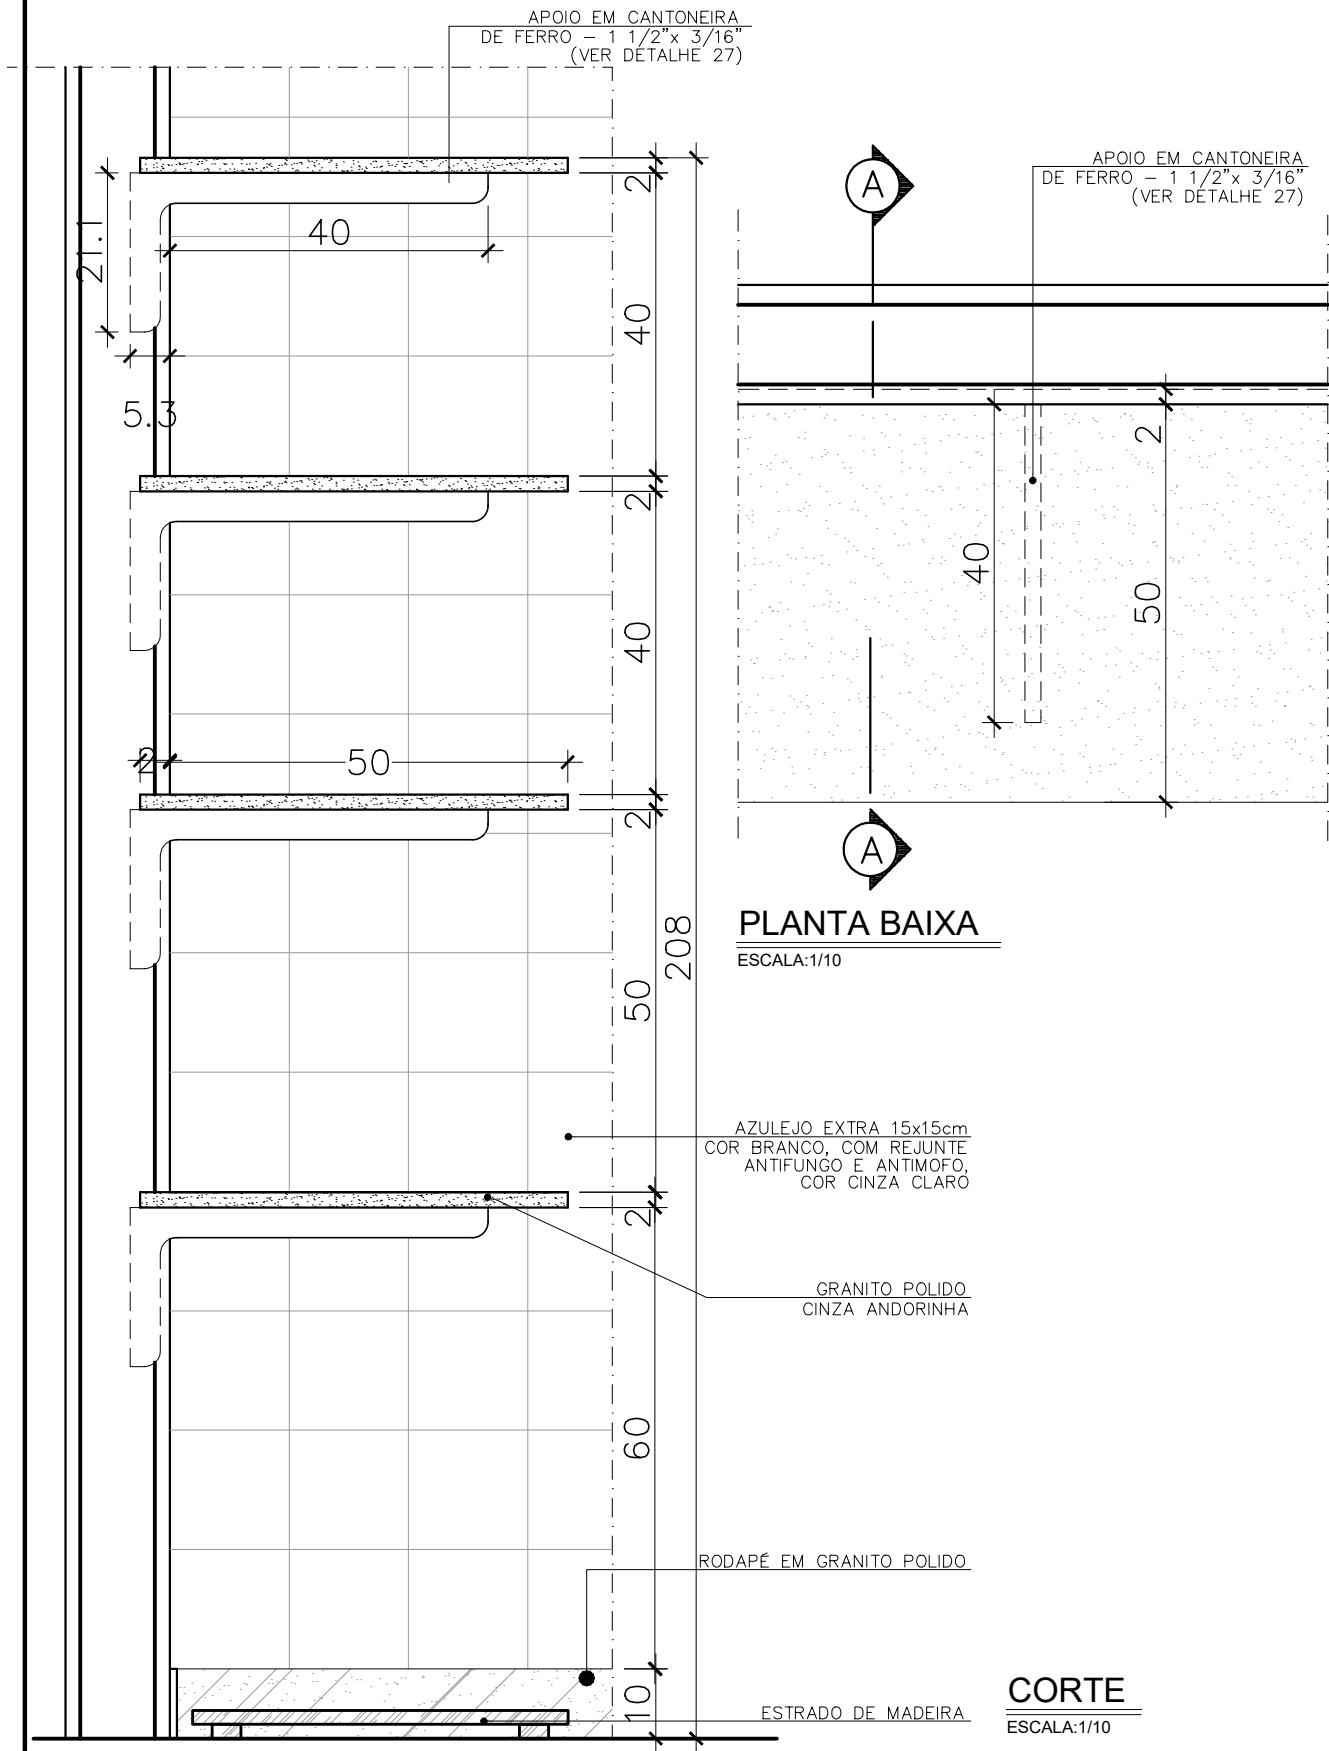 APOIO EM CANTONEIRA
DE FERRO - 1 1/2"x 3/16"
(VER DETALHE 27)
2
21.1
40
40
5.3
2
40
2
50
2
50
208
2
60
10
AZULEJO EXTRA 15x15cm
COR BRANCO, COM REJUNTE
ANTIFUNGO E ANTIMOFO,
COR CINZA CLARO
GRANITO POLIDO
CINZA ANDORINHA
RODAPÉ EM GRANITO POLIDO
ESTRADO DE MADEIRA
CORTE
ESCALA:1/10
A
APOIO EM CANTONEIRA
DE FERRO - 1 1/2"x 3/16"
(VER DETALHE 27)
2
40
50
A
PLANTA BAIXA
ESCALA:1/10